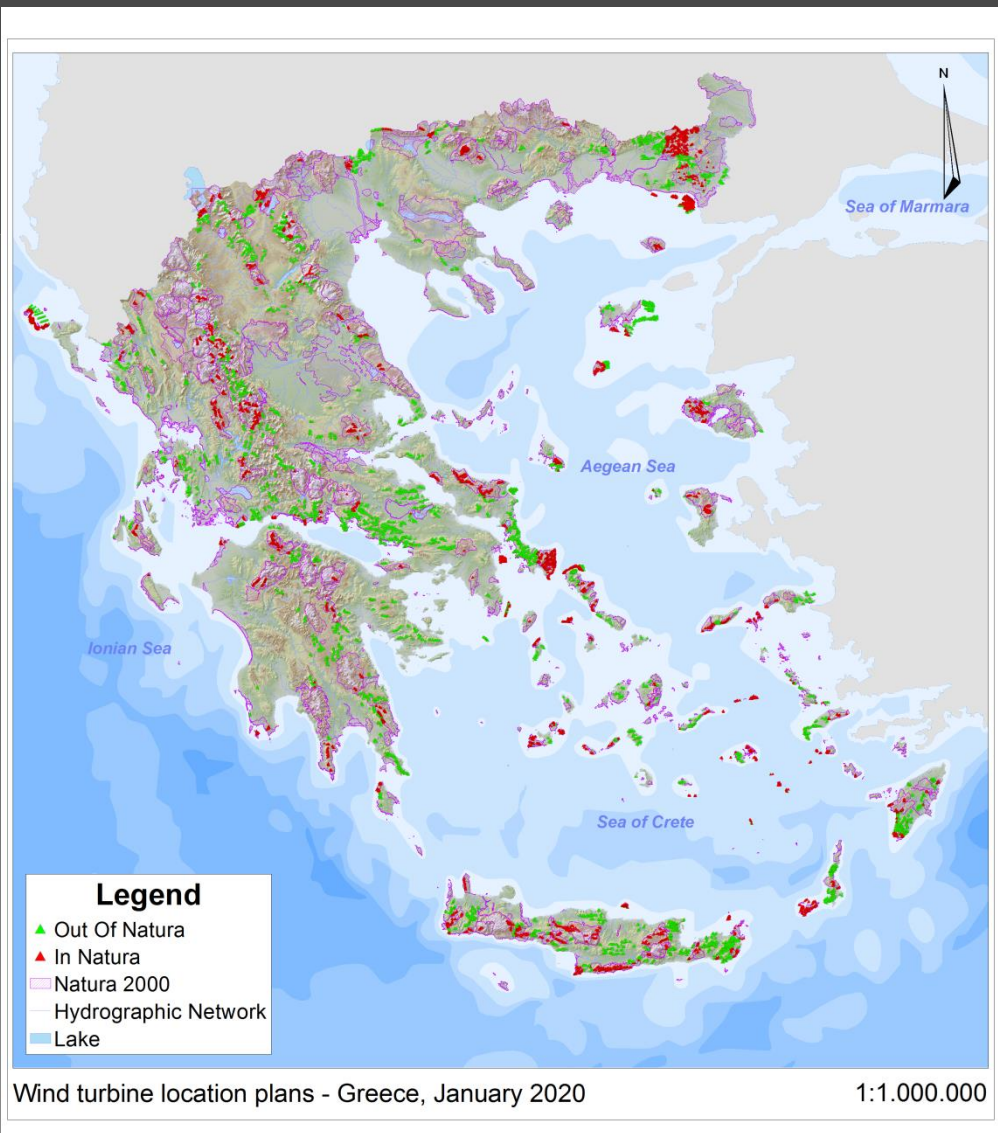 N
Sea of Marmara
Aegean Sea
Ionian Sea
Sea of Crete
Legend
Out Of Natura
In Natura
Natura 2000
Hydrographic Network
Lake
Wind turbine location plans - Greece, January 2020
1:1.000.000